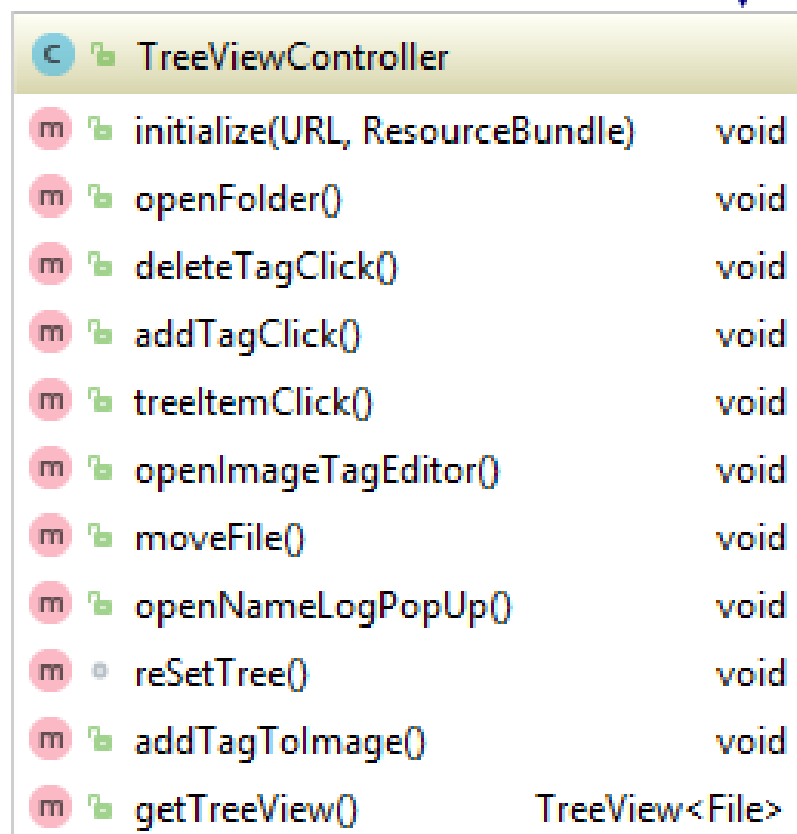 C TreeViewController
m initialize(URL, ResourceBundle) void
m openFolder() void
m deleteTagClick() void
m addTagClick() void
m treeItemClick() void
m openImageTagEditor() void
m moveFile() void
m openNameLogPopUp() void
m reSetTree() void
m addTagToImage() void
m getTreeView() TreeView<File>